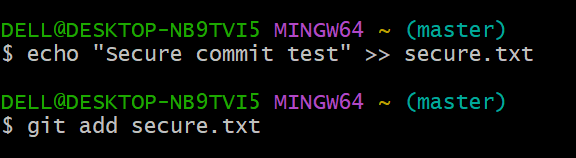 DELL@DESKTOP-NB9TVI5 MINGW64 ~ (master)
$ echo "Secure commit test" >> secure.txt
DELL@DESKTOP-NB9TVI5 MINGW64 ~ (master)
$ git add secure.txt